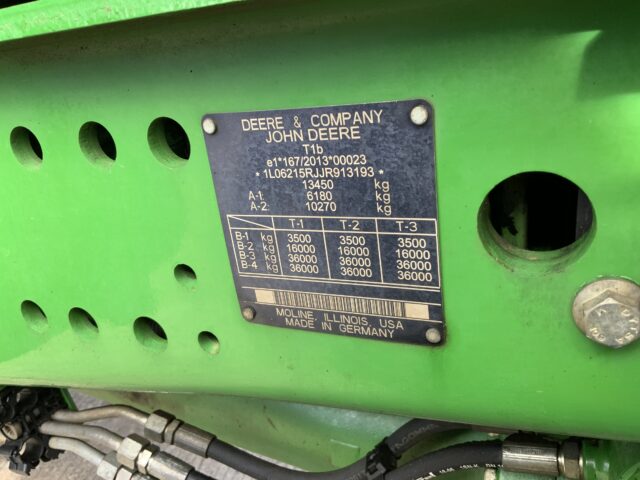 DEERE & COMPANY
JOHN DEERE
T1b
e1*167/2013*00023
*1L06215RJJR913193*
13450 kg
A-1: 6180 kg
A-2: 10270 kg
T-1 T-2 T-3
B-1 kg 3500 3500 3500
B-2 kg 16000 16000 16000
B-3 kg 36000 36000 36000
B-4 kg 36000 36000 36000
MOLINE, ILLINOIS, USA
MADE IN GERMANY